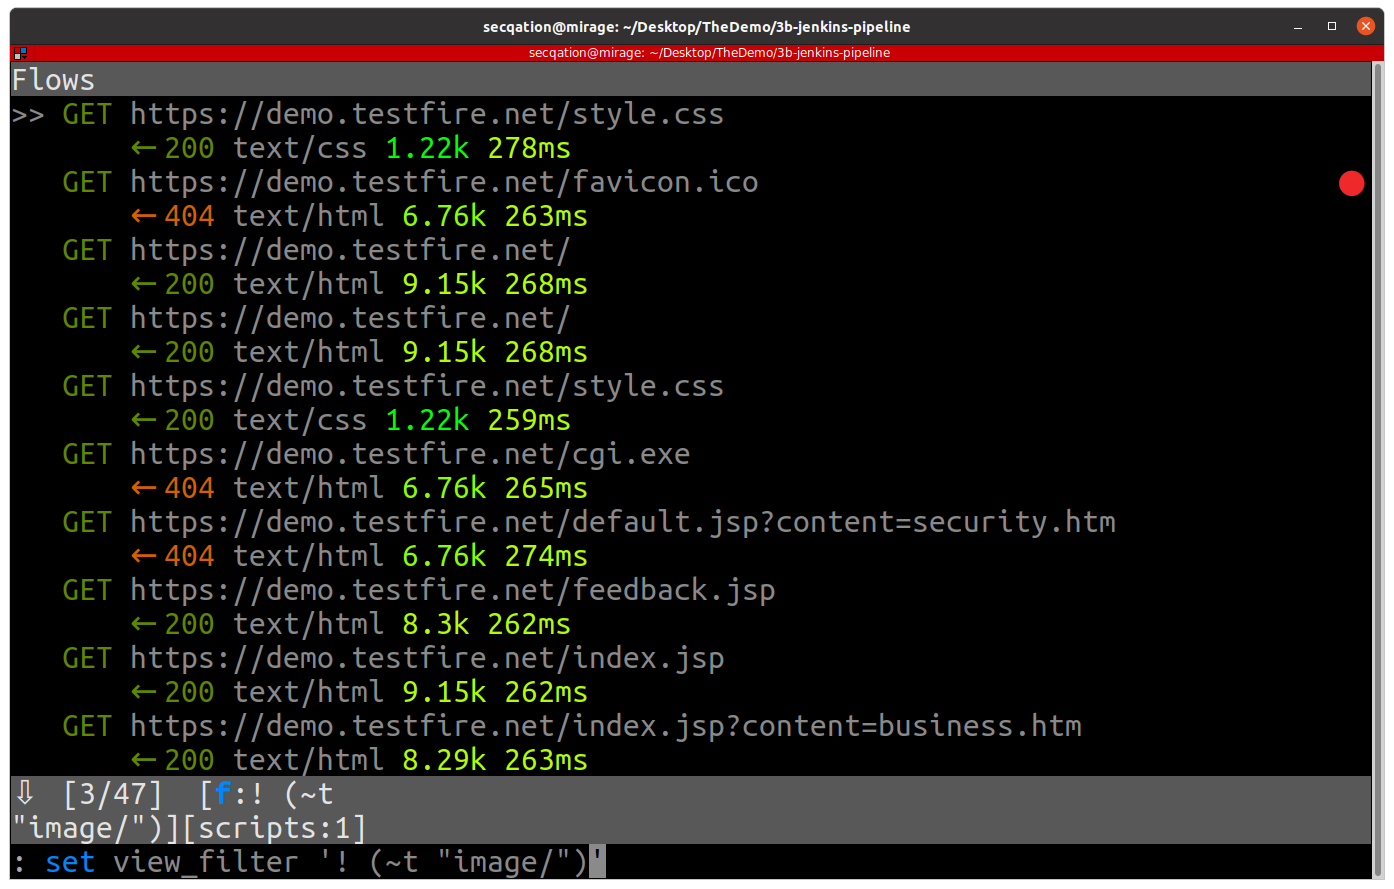 secqation@mirage: ~/Desktop/TheDemo/3b-jenkins-pipeline
secqation@mirage: ~/Desktop/TheDemo/3b-jenkins-pipeline
Flows
>> GET https://demo.testfire.net/style.css
←200 text/css 1.22k 278ms
GET https://demo.testfire.net/favicon.ico
←404 text/html 6.76k 263ms
GET https://demo.testfire.net/
←200 text/html 9.15k 268ms
GET https://demo.testfire.net/
←200 text/html 9.15k 268ms
GET https://demo.testfire.net/style.css
←200 text/css 1.22k 259ms
GET https://demo.testfire.net/cgi.exe
←404 text/html 6.76k 265ms
GET https://demo.testfire.net/default.jsp?content=security.htm
←404 text/html 6.76k 274ms
GET https://demo.testfire.net/feedback.jsp
←200 text/html 8.3k 262ms
GET https://demo.testfire.net/index.jsp
←200 text/html 9.15k 262ms
GET https://demo.testfire.net/index.jsp?content=business.htm
←200 text/html 8.29k 263ms
⇩ [3/47] [f:! (~t
"image/")][scripts:1]
: set view_filter '! (~t "image/")'